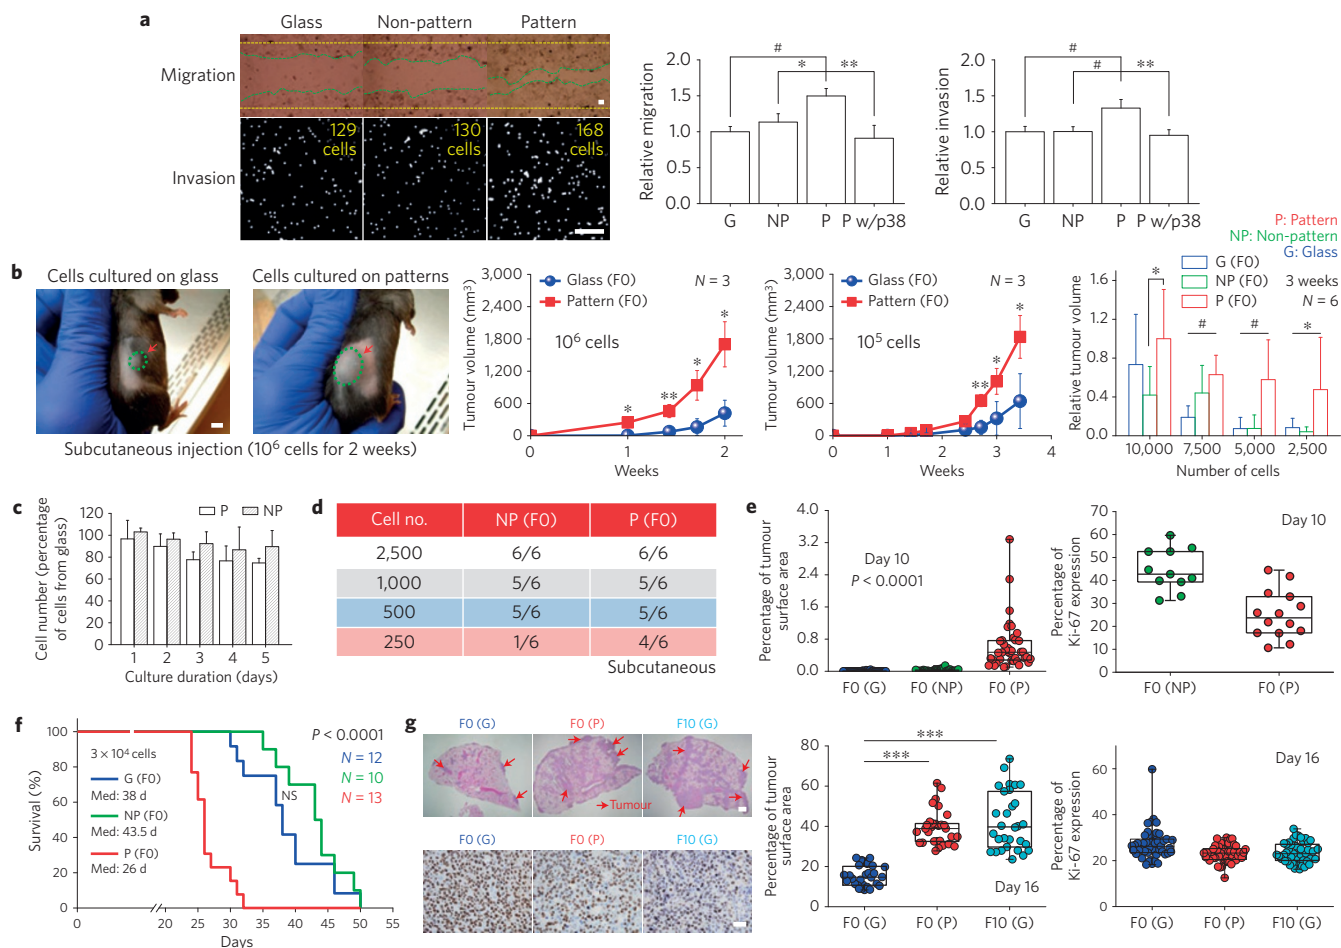 a
Glass Non-pattern Pattern
Migration
129 cells
130 cells
168 cells
Invasion
Relative migration
2.0
1.5
1.0
0.5
0.0
# * **
G NP P P w/p38
Relative invasion
2.0
1.5
1.0
0.5
0.0
# # **
G NP P P w/p38
P: Pattern
NP: Non-pattern
G: Glass
b
Cells cultured on glass Cells cultured on patterns
Subcutaneous injection (10⁶ cells for 2 weeks)
Tumour volume (mm³)
3,000
2,400
1,800
1,200
600
0
Glass (F0)
Pattern (F0)
N = 3
10⁶ cells
* ** * *
0 1 2
Weeks
Tumour volume (mm³)
3,000
2,400
1,800
1,200
600
0
Glass (F0)
Pattern (F0)
N = 3
10⁵ cells
** * *
0 1 2 3 4
Weeks
Relative tumour volume
1.6
1.2
0.8
0.4
0.0
G (F0)
NP (F0)
P (F0)
3 weeks
N = 6
* # # *
10,000 7,500 5,000 2,500
Number of cells
c
Cell number (percentage
of cells from glass)
120
100
80
60
40
20
0
P NP
1 2 3 4 5
Culture duration (days)
d
Cell no. NP (F0) P (F0)
2,500 6/6 6/6
1,000 5/6 5/6
500 5/6 5/6
250 1/6 4/6
Subcutaneous
e
Percentage of tumour
surface area
4.0
3.2
2.4
1.6
0.8
0.0
Day 10
P < 0.0001
F0 (G) F0 (NP) F0 (P)
Percentage of
Ki-67 expression
70
60
50
40
30
20
10
0
Day 10
F0 (NP) F0 (P)
f
Survival (%)
100
80
60
40
20
0
3 × 10⁴ cells
G (F0)
Med: 38 d
NP (F0)
Med: 43.5 d
P (F0)
Med: 26 d
P < 0.0001
N = 12
N = 10
N = 13
NS
0 20 25 30 35 40 45 50 55
Days
g
F0 (G) F0 (P) F10 (G)
Tumour
F0 (G) F0 (P) F10 (G)
Percentage of tumour
surface area
80
60
40
20
0
***
***
Day 16
F0 (G) F0 (P) F10 (G)
Percentage of
Ki-67 expression
80
60
40
20
0
Day 16
F0 (G) F0 (P) F10 (G)